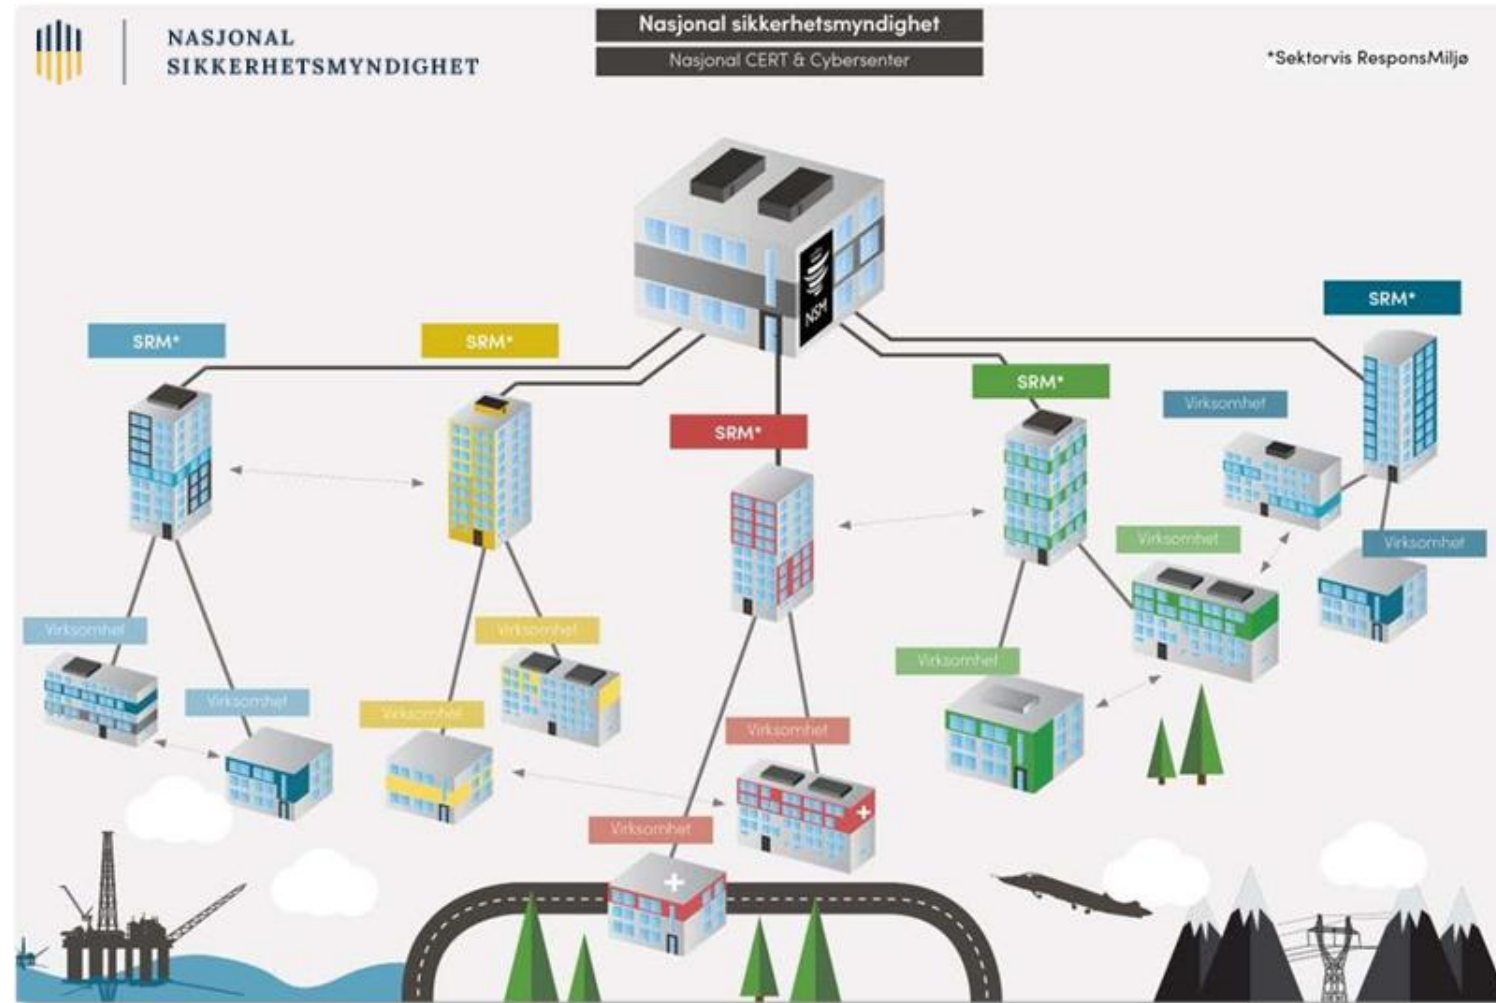 NASJONAL
SIKKERHETSMYNDIGHET
Nasjonal sikkerhetsmyndighet
Nasjonal CERT & Cybersenter
*Sektorvis ResponsMiljø
NSM
SRM*
SRM*
SRM*
SRM*
SRM*
Virksomhet
Virksomhet
Virksomhet
Virksomhet
Virksomhet
Virksomhet
Virksomhet
Virksomhet
Virksomhet
Virksomhet